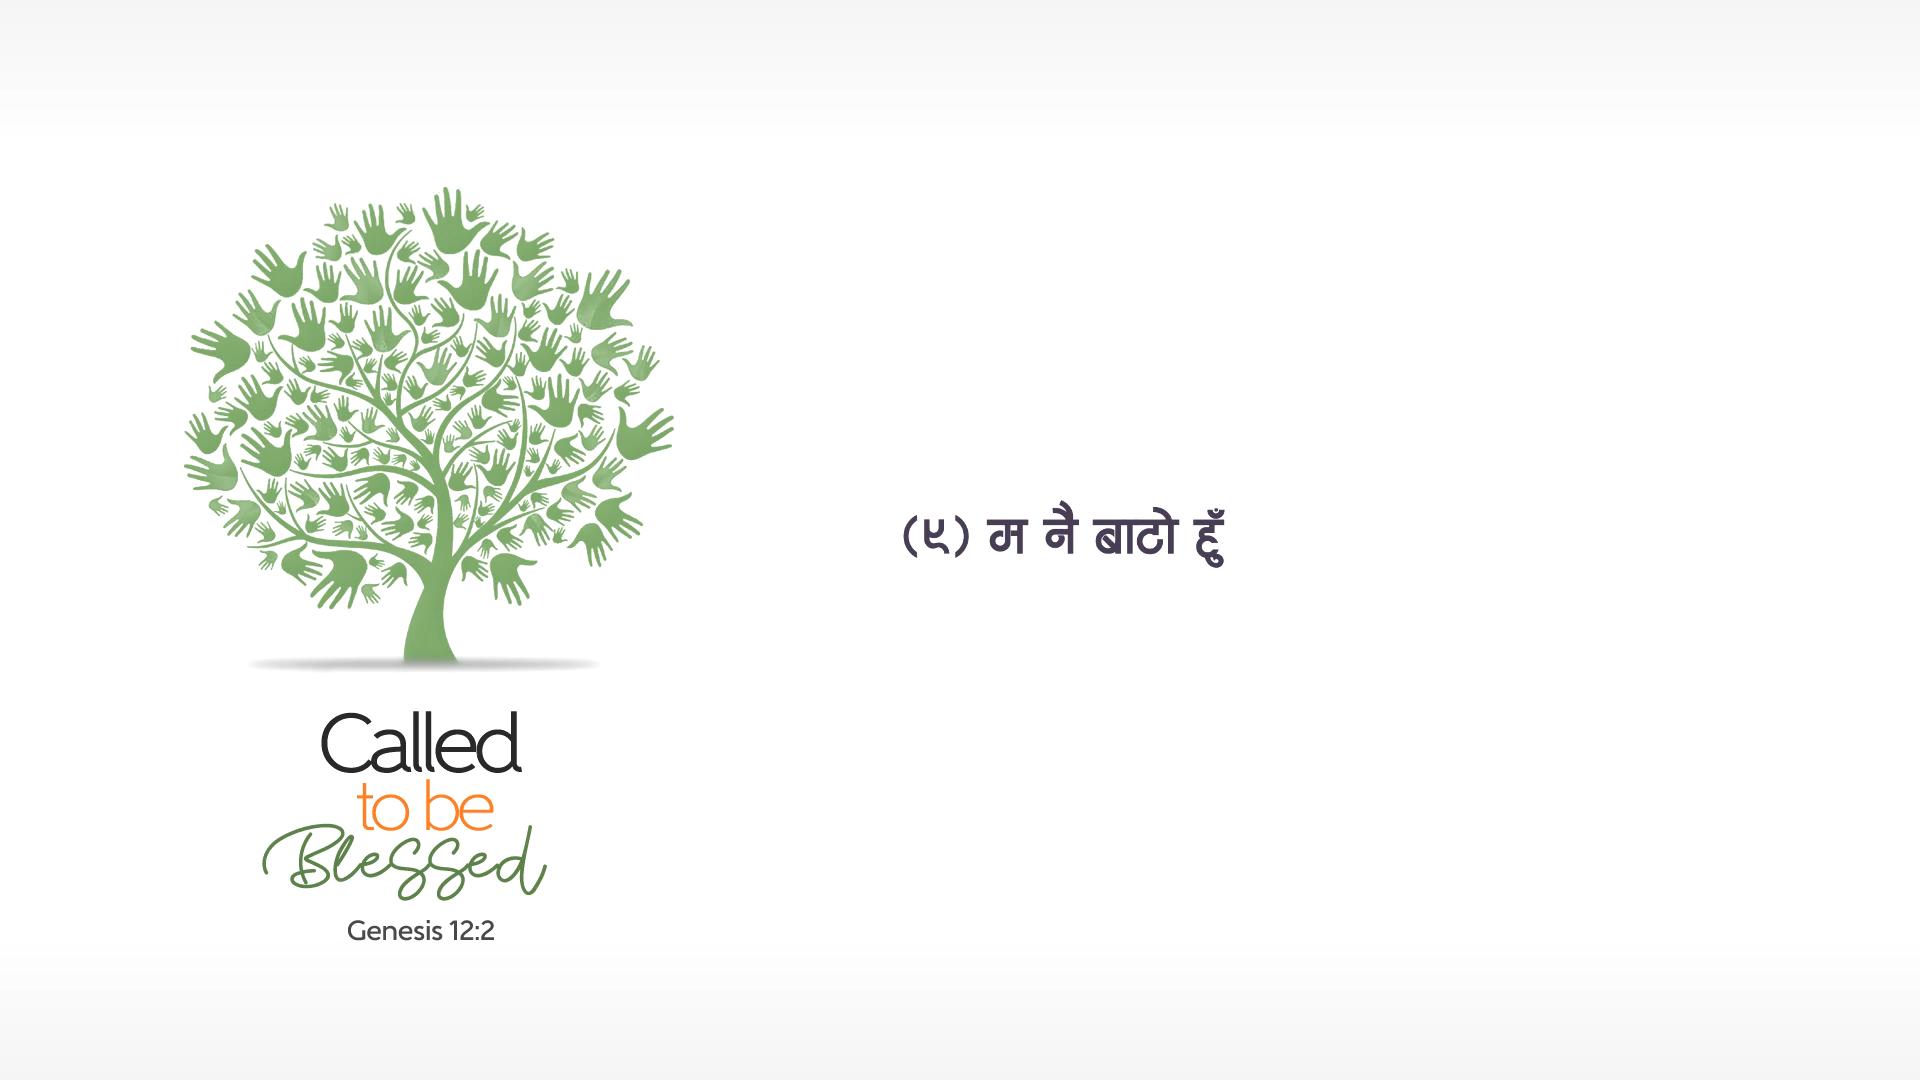 Called
to be
Blessed
Genesis 12:2
(९) म नै बाटो हुँ